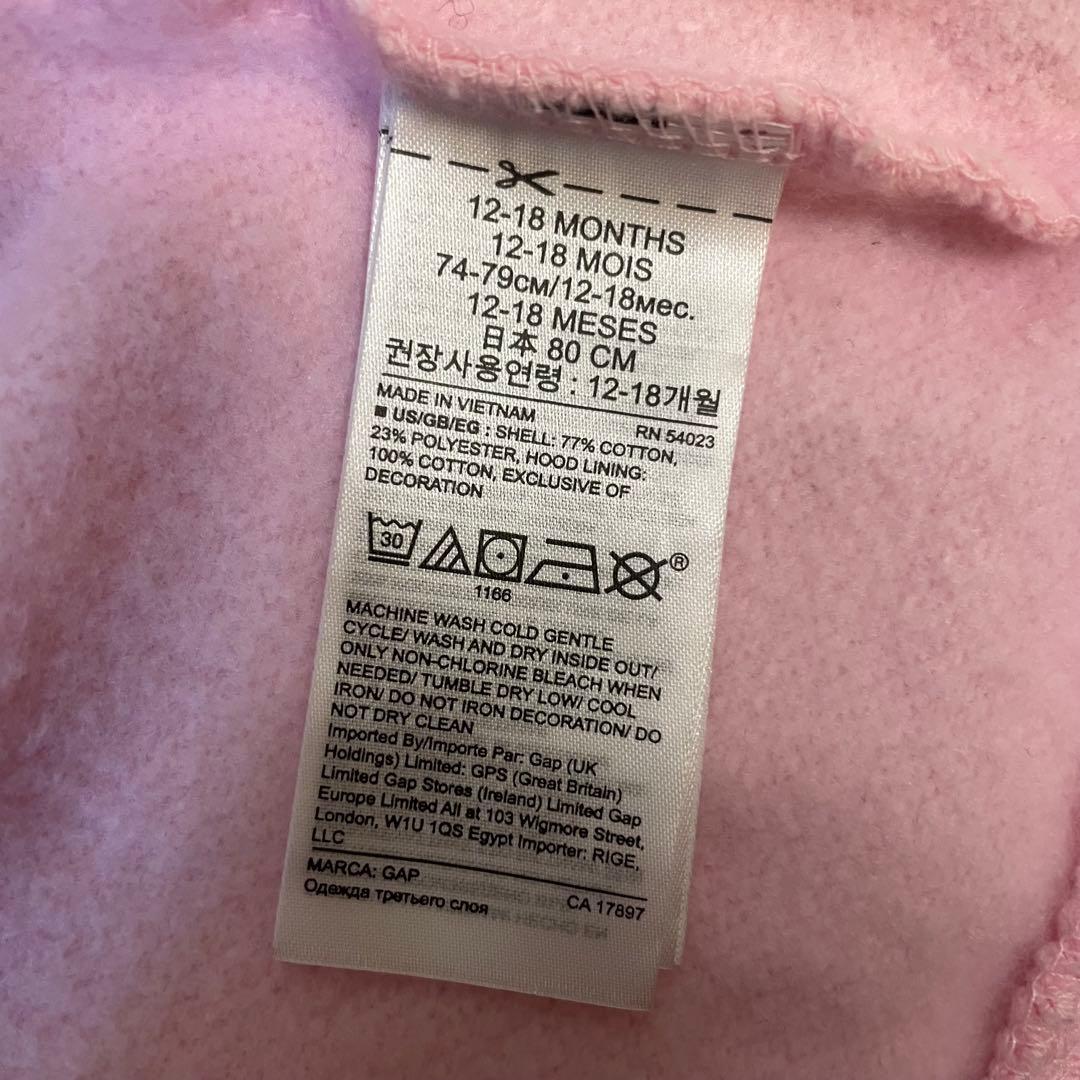 12-18 MONTHS
12-18 MOIS
74-79см/12-18мес.
12-18 MESES
日本 80 CM
권장사용연령 : 12-18개월
MADE IN VIETNAM
RN 54023
■ US/GB/EG : SHELL: 77% COTTON,
23% POLYESTER, HOOD LINING:
100% COTTON, EXCLUSIVE OF
DECORATION
30
®
1166
MACHINE WASH COLD GENTLE
CYCLE/ WASH AND DRY INSIDE OUT/
ONLY NON-CHLORINE BLEACH WHEN
NEEDED/ TUMBLE DRY LOW/ COOL
IRON/ DO NOT IRON DECORATION/ DO
NOT DRY CLEAN
Imported By/Importe Par: Gap (UK
Holdings) Limited: GPS (Great Britain)
Limited Gap Stores (Ireland) Limited Gap
Europe Limited All at 103 Wigmore Street,
London, W1U 1QS Egypt Importer: RIGE,
LLC
MARCA: GAP
CA 17897
Одежда третьего слоя